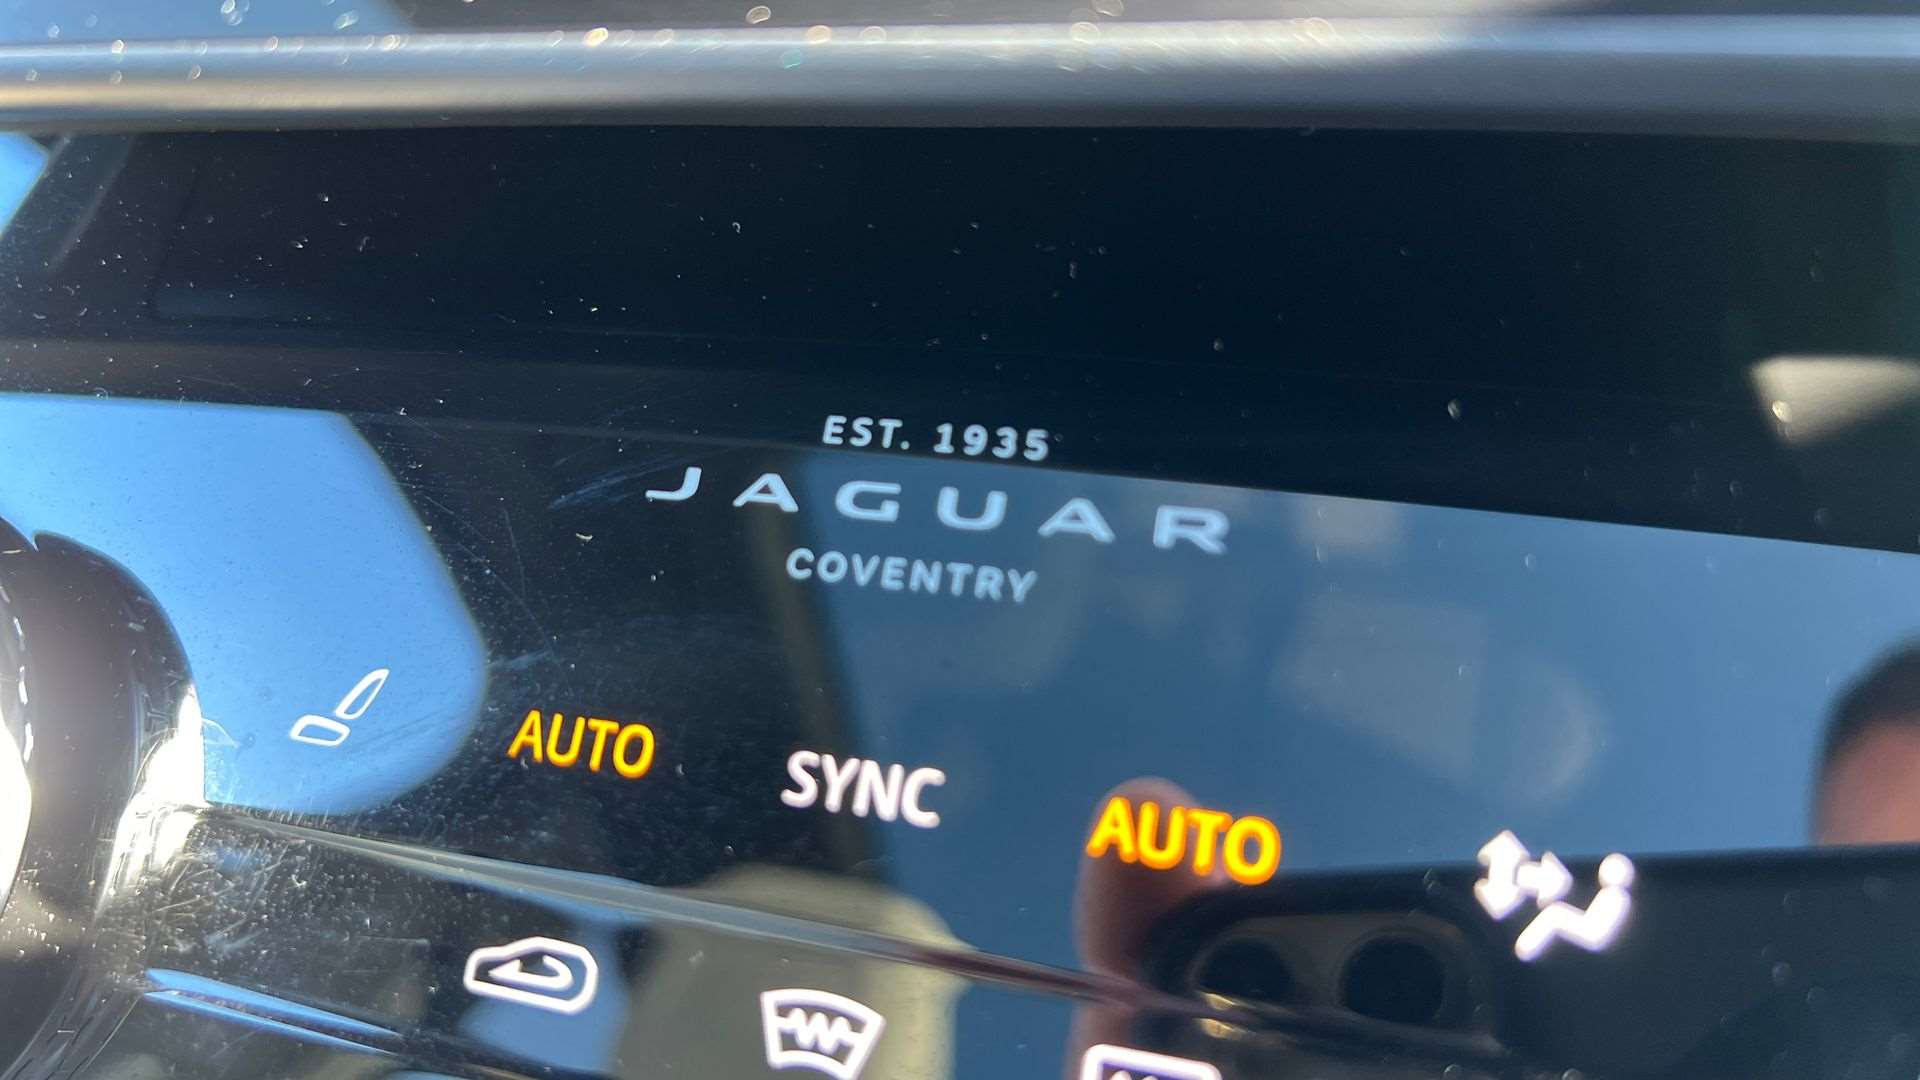 EST. 1935
JAGUAR
COVENTRY
AUTO
SYNC
AUTO